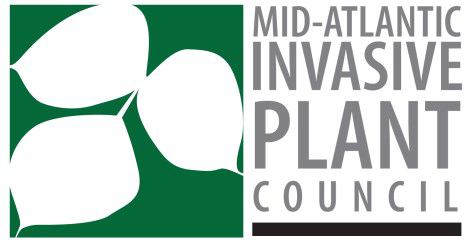 MID-ATLANTIC
INVASIVE
PLANT
COUNCIL